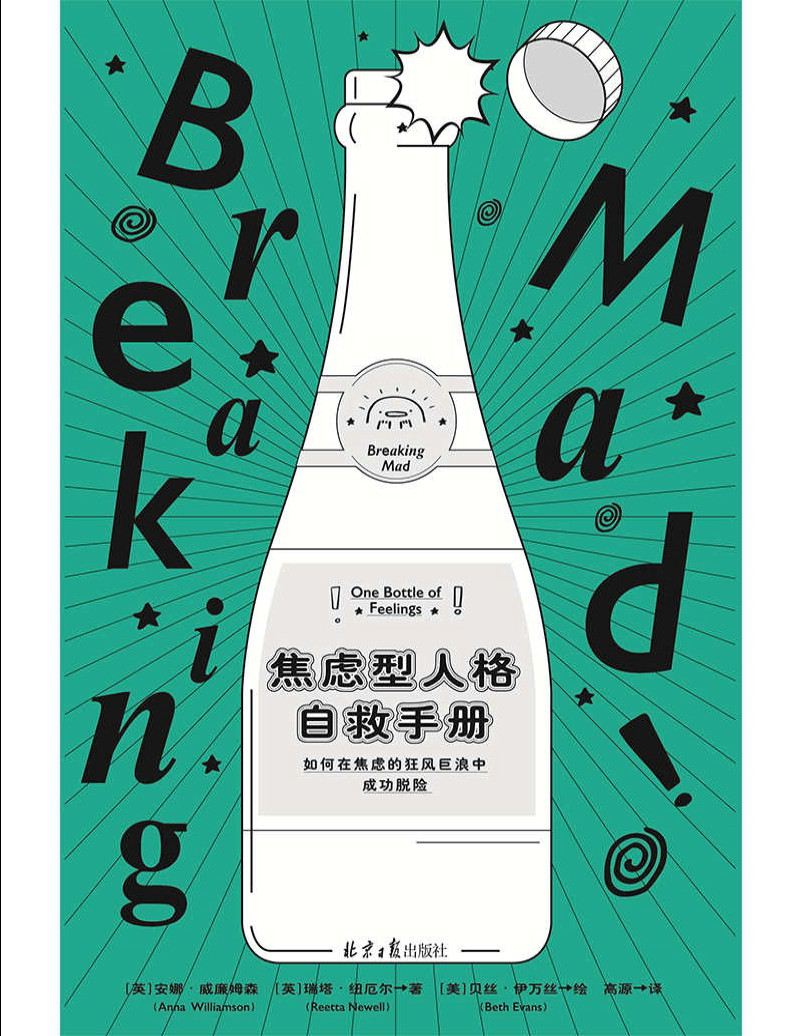 Breaking
Mad!
Breaking
Mad
! One Bottle of !
Feelings
焦虑型人格
自救手册
如何在焦虑的狂风巨浪中
成功脱险
北京日报出版社
[英]安娜·威廉姆森 [英]瑞塔·纽厄尔→著 [美]贝丝·伊万丝→绘 高源→译
(Anna Williamson) (Reetta Newell) (Beth Evans)